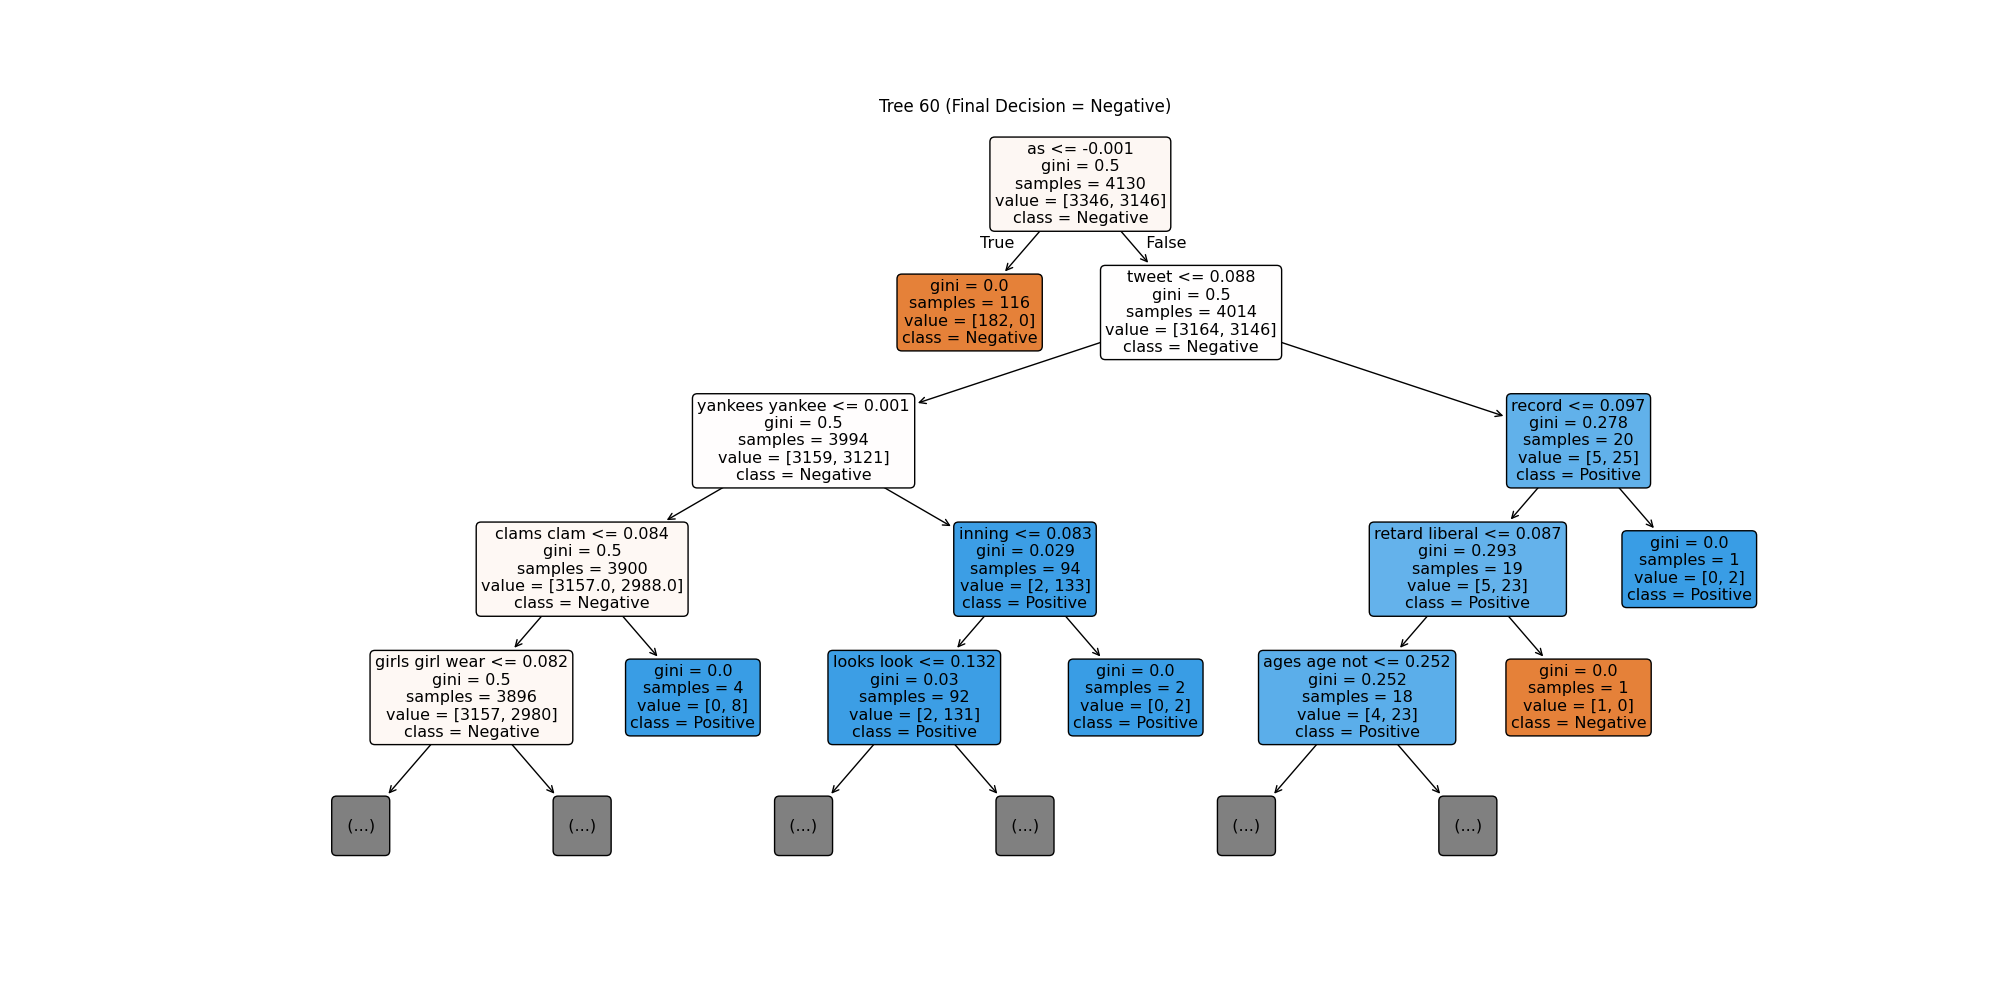 Tree 60 (Final Decision = Negative)
as <= -0.001
gini = 0.5
samples = 4130
value = [3346, 3146]
class = Negative
True
False
gini = 0.0
samples = 116
value = [182, 0]
class = Negative
tweet <= 0.088
gini = 0.5
samples = 4014
value = [3164, 3146]
class = Negative
yankees yankee <= 0.001
gini = 0.5
samples = 3994
value = [3159, 3121]
class = Negative
record <= 0.097
gini = 0.278
samples = 20
value = [5, 25]
class = Positive
clams clam <= 0.084
gini = 0.5
samples = 3900
value = [3157.0, 2988.0]
class = Negative
inning <= 0.083
gini = 0.029
samples = 94
value = [2, 133]
class = Positive
retard liberal <= 0.087
gini = 0.293
samples = 19
value = [5, 23]
class = Positive
gini = 0.0
samples = 1
value = [0, 2]
class = Positive
girls girl wear <= 0.082
gini = 0.5
samples = 3896
value = [3157, 2980]
class = Negative
gini = 0.0
samples = 4
value = [0, 8]
class = Positive
looks look <= 0.132
gini = 0.03
samples = 92
value = [2, 131]
class = Positive
gini = 0.0
samples = 2
value = [0, 2]
class = Positive
ages age not <= 0.252
gini = 0.252
samples = 18
value = [4, 23]
class = Positive
gini = 0.0
samples = 1
value = [1, 0]
class = Negative
(...)
(...)
(...)
(...)
(...)
(...)